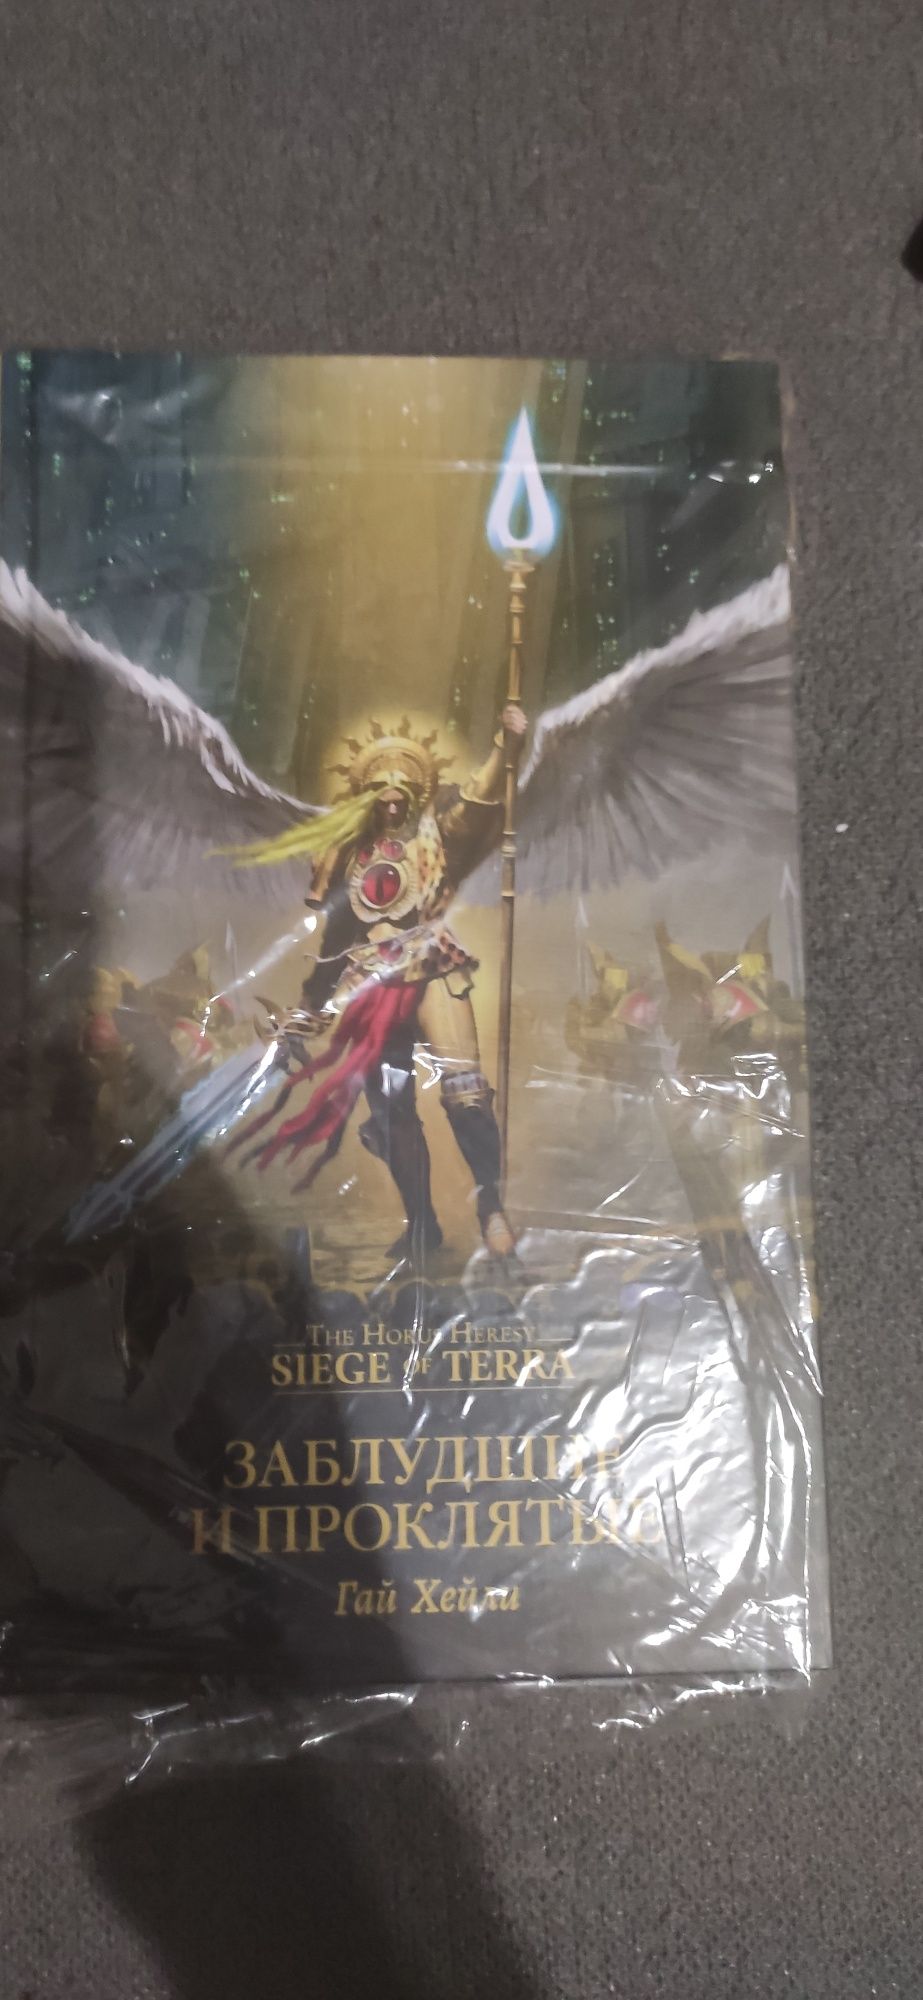 THE HORUS HERESY
SIEGE OF TERRA
ЗАБЛУДШИЕ
И ПРОКЛЯТЫЕ
Гай Хейли